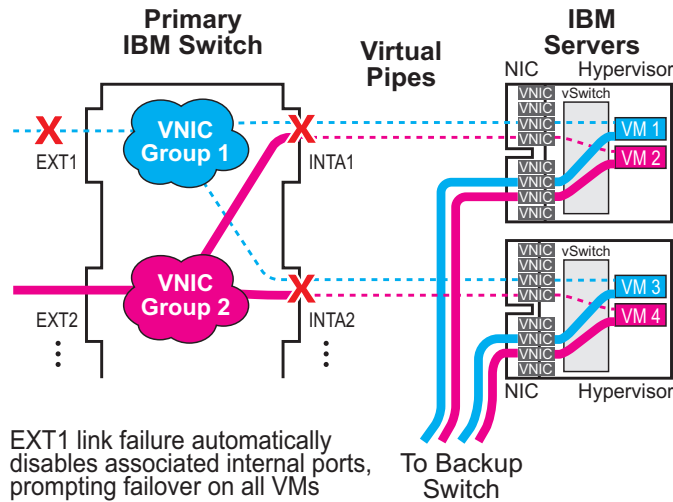 Primary
IBM Switch
Virtual
Pipes
IBM
Servers
NIC
Hypervisor
VNIC
VNIC
VNIC
VNIC
vSwitch
VM 1
VM 2
VNIC
VNIC
VNIC
VNIC
EXT1
VNIC
Group 1
INTA1
VNIC
Group 2
EXT2
INTA2
VNIC
VNIC
VNIC
VNIC
vSwitch
VM 3
VM 4
VNIC
VNIC
VNIC
VNIC
NIC
Hypervisor
EXT1 link failure automatically
disables associated internal ports,
prompting failover on all VMs
To Backup
Switch